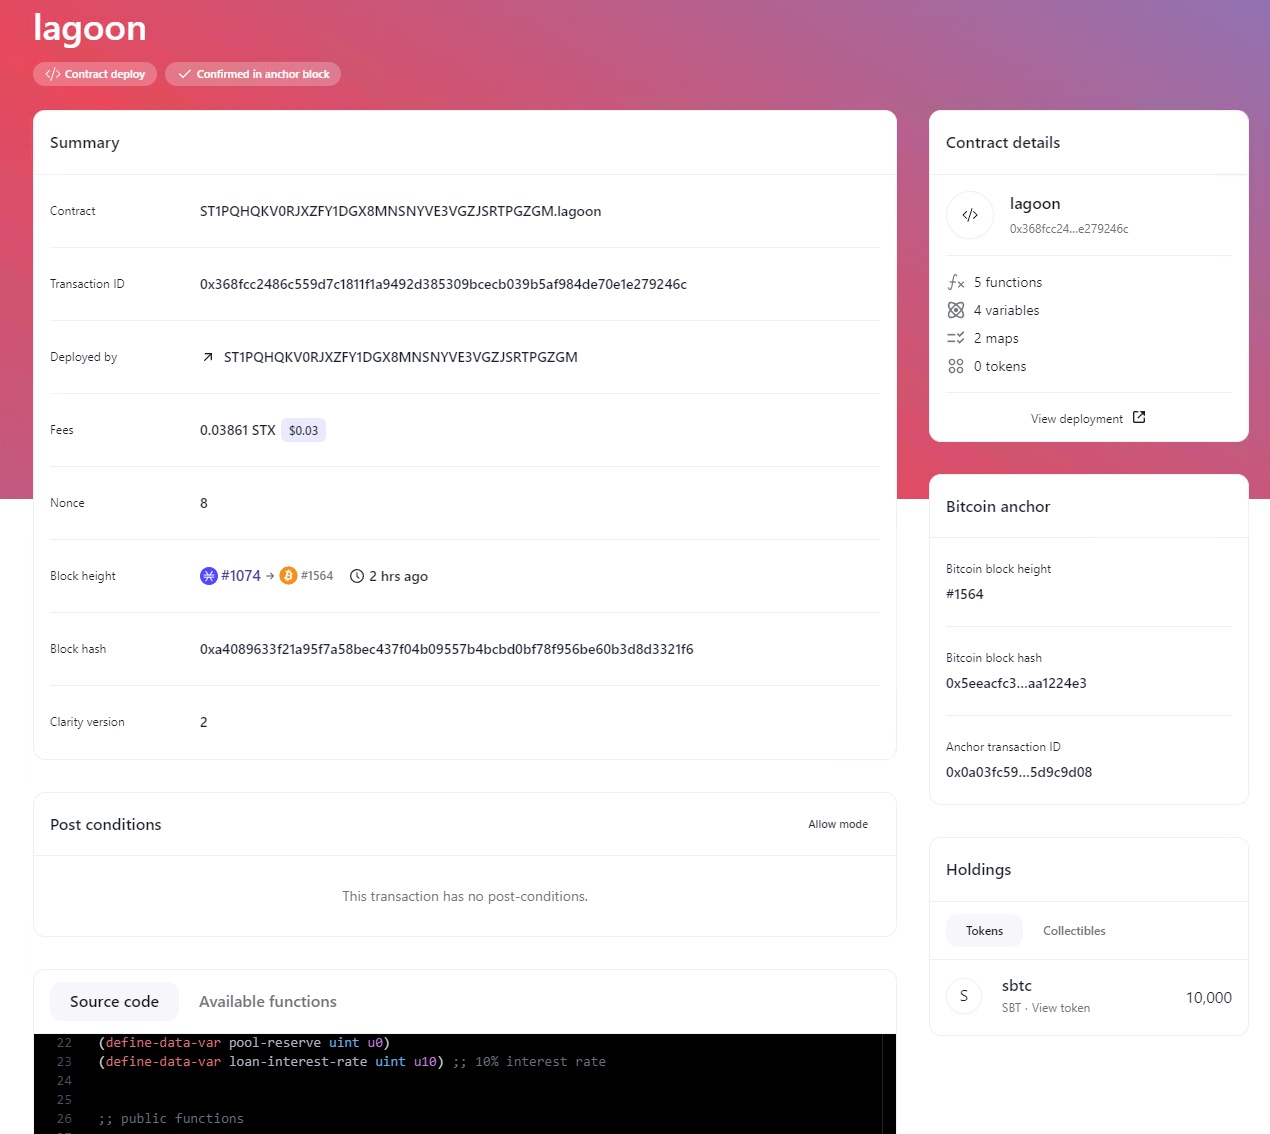 lagoon
</> Contract deploy
Confirmed in anchor block
Summary
Contract ST1PQHQKV0RJXZFY1DGX8MNSNYVE3VGZJSRTPGZGM.lagoon
Transaction ID 0x368fcc2486c559d7c1811f1a9492d385309bcecb039b5af984de70e1e279246c
Deployed by ST1PQHQKV0RJXZFY1DGX8MNSNYVE3VGZJSRTPGZGM
Fees 0.03861 STX $0.03
Nonce 8
Block height #1074 → #1564 2 hrs ago
Block hash 0xa4089633f21a95f7a58bec437f04b09557b4bcbd0bf78f956be60b3d8d3321f6
Clarity version 2
Post conditions Allow mode
This transaction has no post-conditions.
Source code Available functions
22 (define-data-var pool-reserve uint u0)
23 (define-data-var loan-interest-rate uint u10) ;; 10% interest rate
24
25
26 ;; public functions
Contract details
</> lagoon
0x368fcc24...e279246c
5 functions
4 variables
2 maps
0 tokens
View deployment
Bitcoin anchor
Bitcoin block height
#1564
Bitcoin block hash
0x5eeacfc3...aa1224e3
Anchor transaction ID
0x0a03fc59...5d9c9d08
Holdings
Tokens Collectibles
S sbtc 10,000
SBT · View token